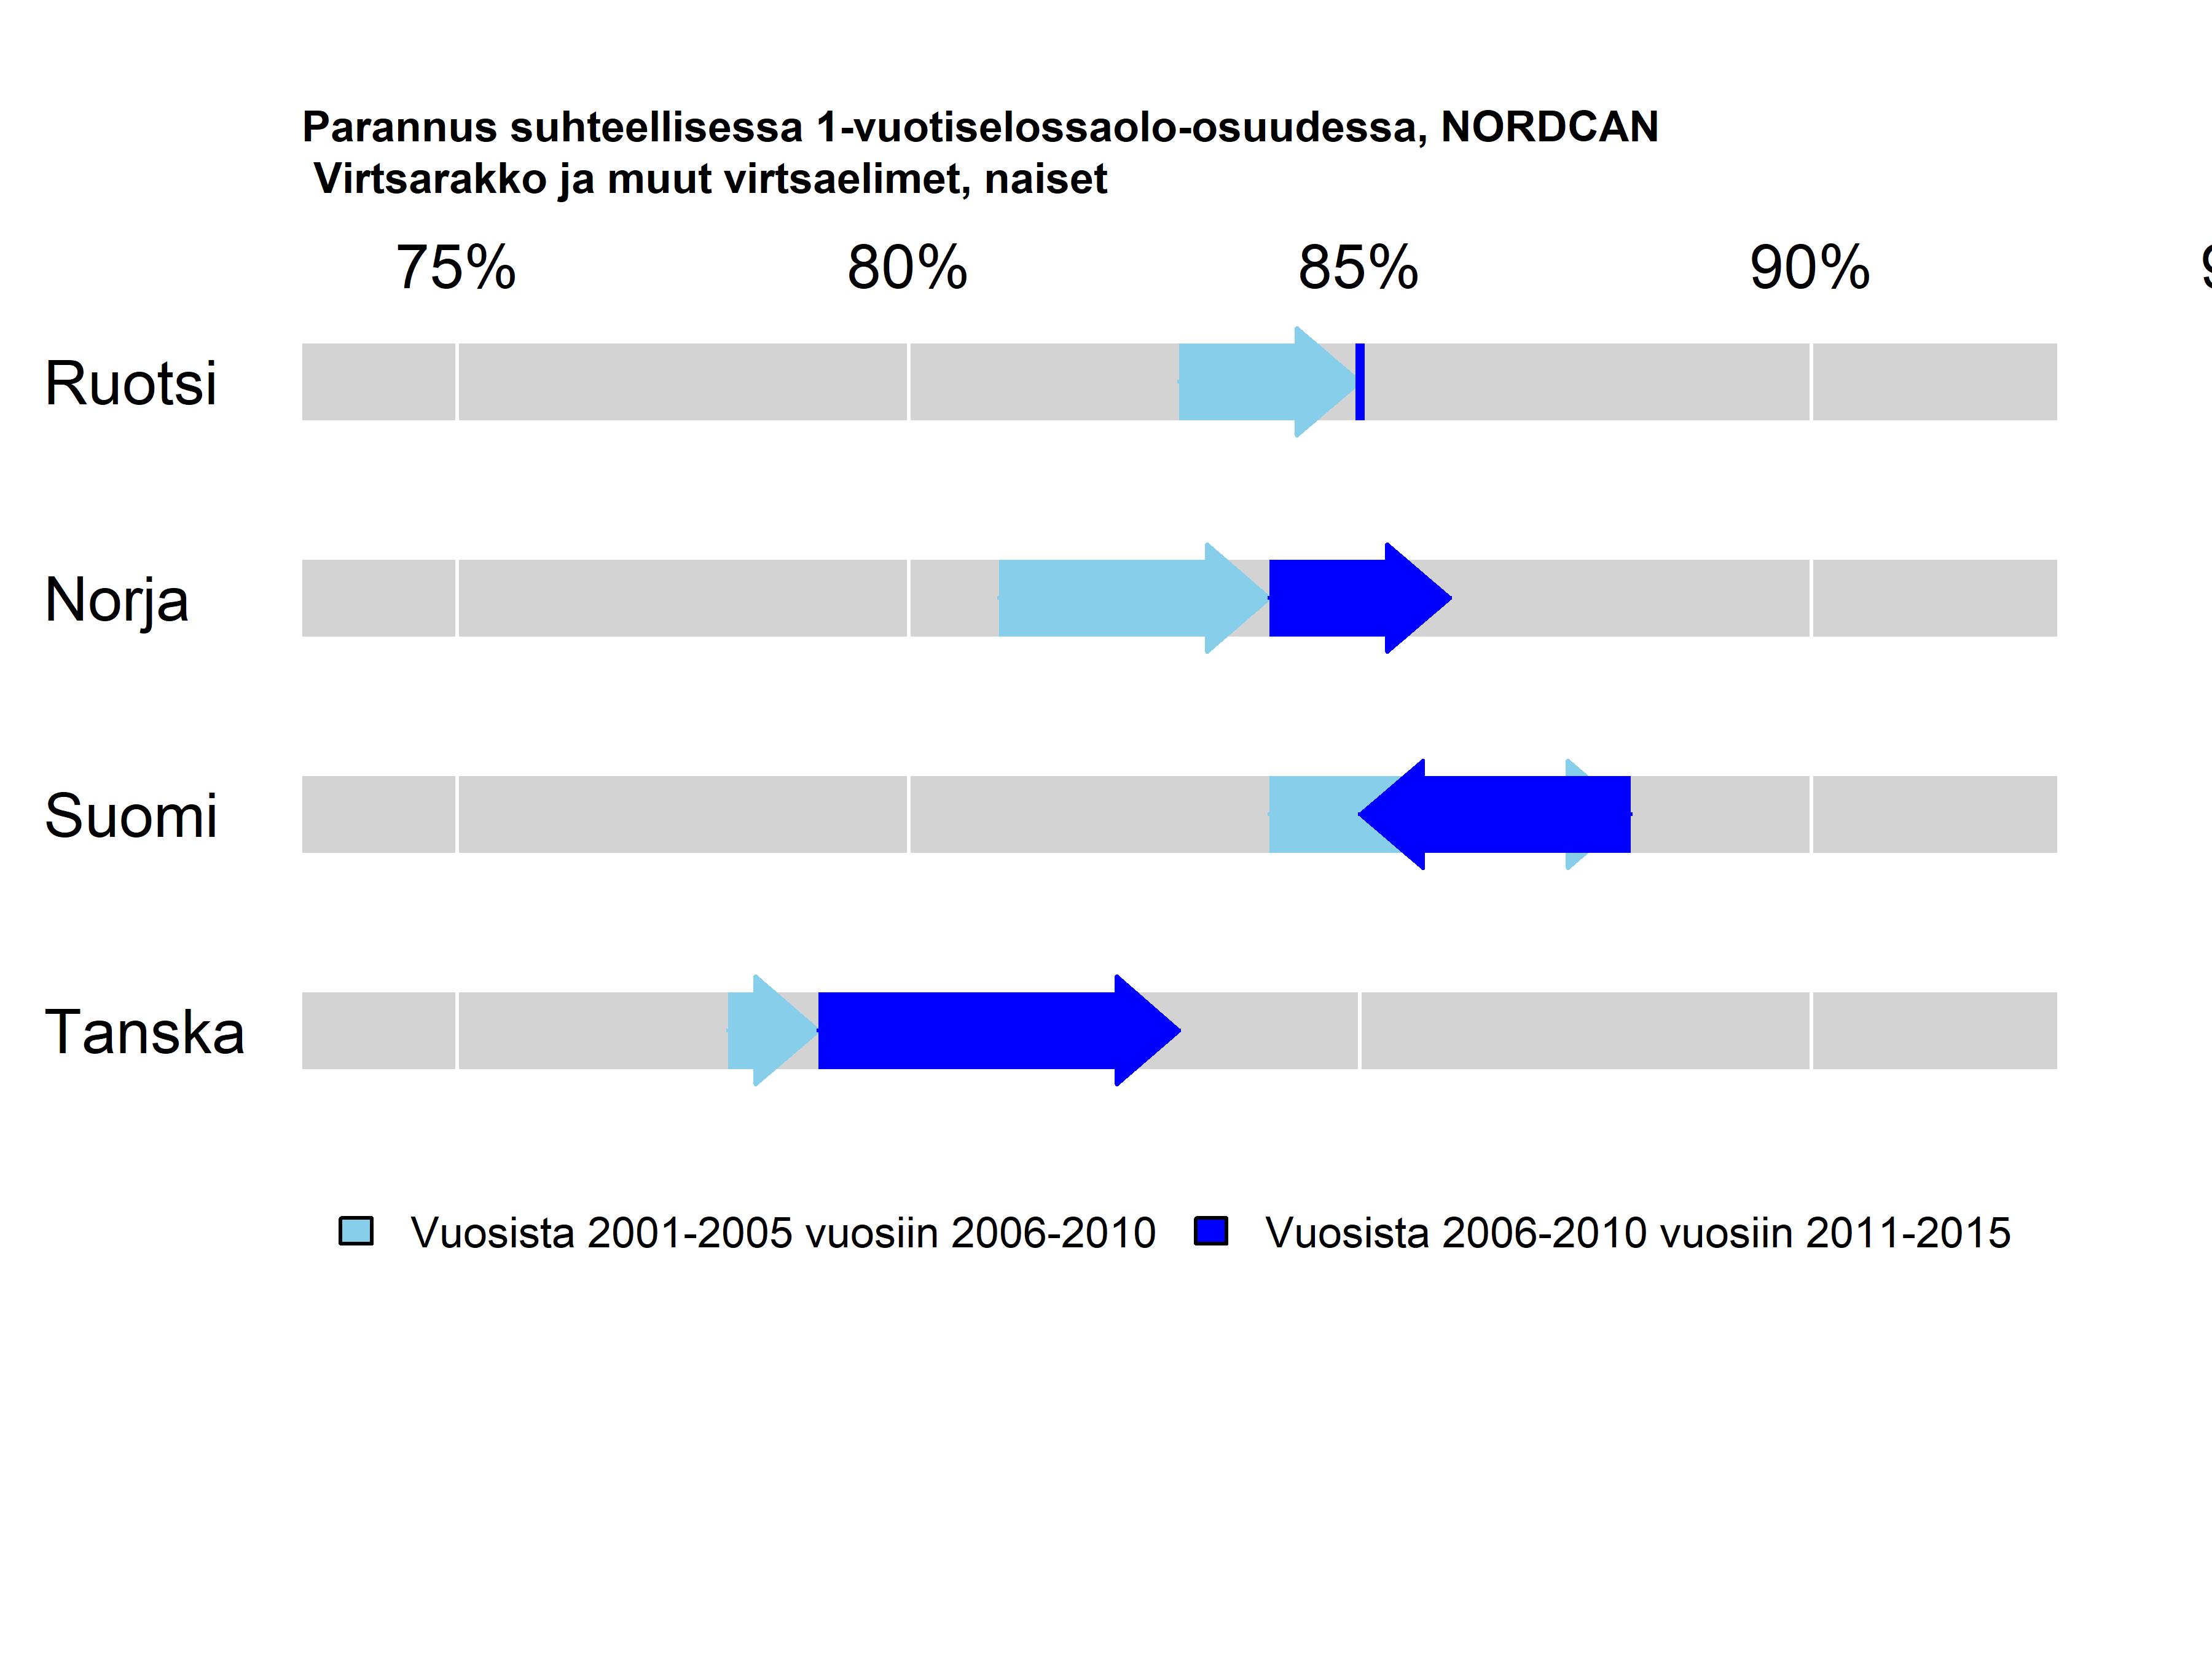 Parannus suhteellisessa 1-vuotiselossaolo-osuudessa, NORDCAN
Virtsarakko ja muut virtsaelimet, naiset
75% 80% 85% 90%
Ruotsi
Norja
Suomi
Tanska
Vuosista 2001-2005 vuosiin 2006-2010 Vuosista 2006-2010 vuosiin 2011-2015